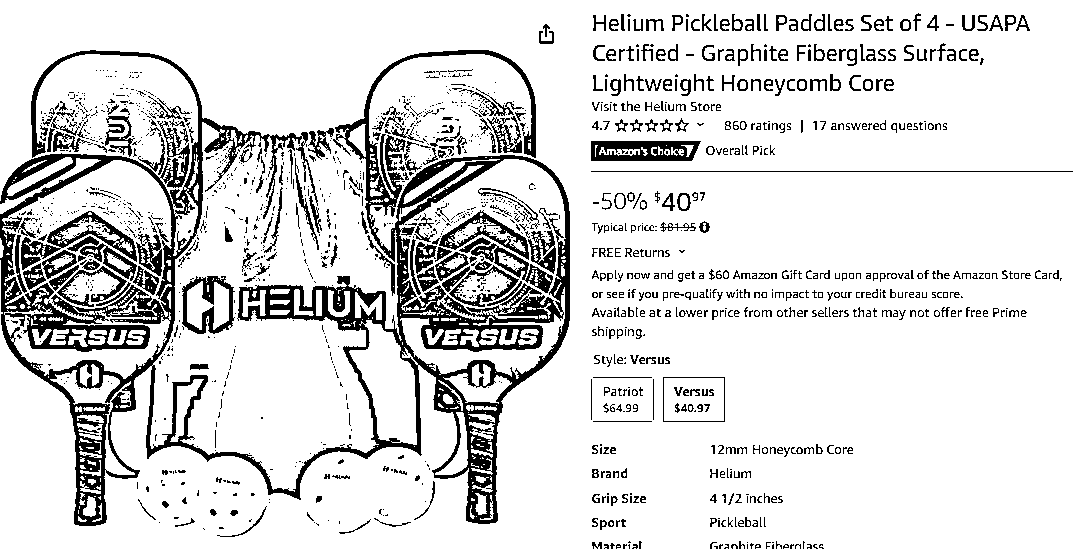 Helium Pickleball Paddles Set of 4 - USAPA
Certified - Graphite Fiberglass Surface,
Lightweight Honeycomb Core
Visit the Helium Store
4.7 860 ratings | 17 answered questions
Amazon's Choice Overall Pick
-50% $40 97
Typical price: $81.95
FREE Returns
Apply now and get a $60 Amazon Gift Card upon approval of the Amazon Store Card,
or see if you pre-qualify with no impact to your credit bureau score.
Available at a lower price from other sellers that may not offer free Prime
shipping.
Style: Versus
Patriot Versus
$64.99 $40.97
Size 12mm Honeycomb Core
Brand Helium
Grip Size 4 1/2 inches
Sport Pickleball
Material Graphite Fiberglass
HELIUM
VERSUS
VERSUS